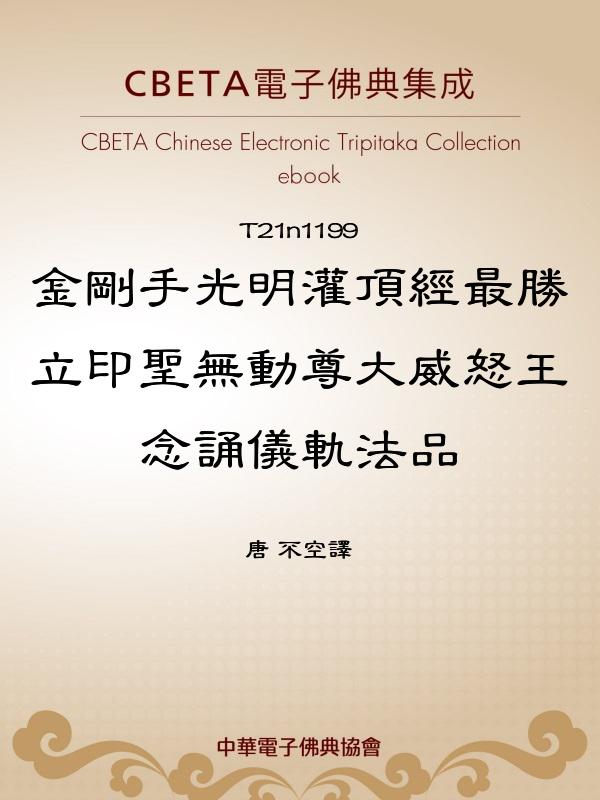 CBETA電子佛典集成
CBETA Chinese Electronic Tripitaka Collection
ebook
T21n1199
金剛手光明灌頂經最勝
立印聖無動尊大威怒王
念誦儀軌法品
唐 不空譯
中華電子佛典協會